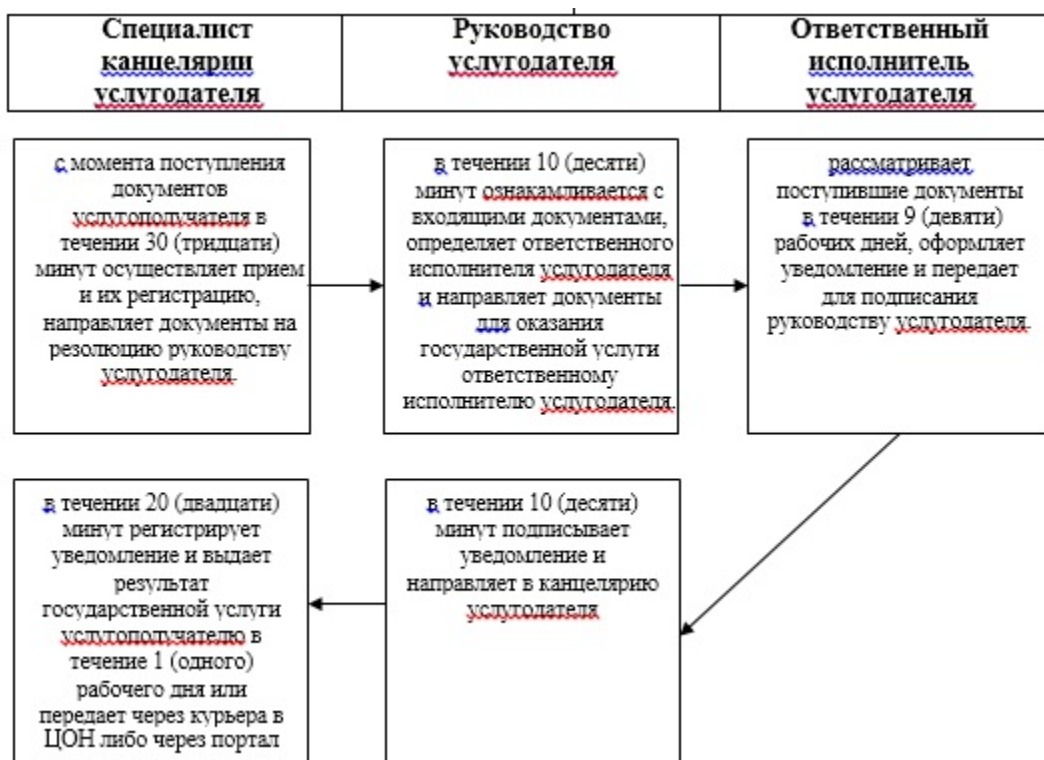 Специалист
канцелярии
услугодателя
Руководство
услугодателя
Ответственный
исполнитель
услугодателя
с момента поступления
документов
услугополучателя в
течении 30 (тридцати)
минут осуществляет прием
и их регистрацию,
направляет документы на
резолюцию руководству
услугодателя.
в течении 10 (десяти)
минут ознакамливается с
входящими документами,
определяет ответственного
исполнителя услугодателя
и направляет документы
для оказания
государственной услуги
ответственному
исполнителю услугодателя.
рассматривает
поступившие документы
в течении 9 (девяти)
рабочих дней, оформляет
уведомление и передает
для подписания
руководству услугодателя.
в течении 10 (десяти)
минут подписывает
уведомление и
направляет в канцелярию
услугодателя
в течении 20 (двадцати)
минут регистрирует
уведомление и выдает
результат
государственной услуги
услугополучателю в
течение 1 (одного)
рабочего дня или
передает через курьера в
ЦОН либо через портал